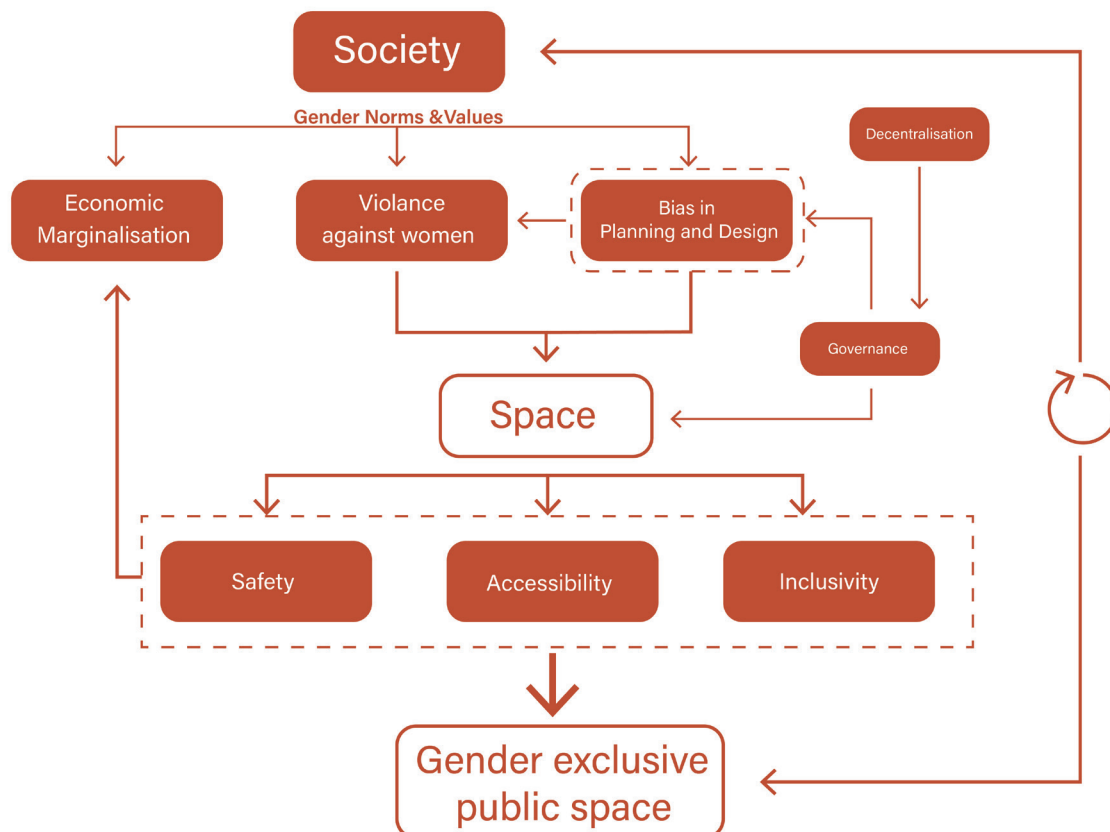 Society
Gender Norms &Values
Decentralisation
Economic
Marginalisation
Violance
against women
Bias in
Planning and Design
Governance
Space
Safety
Accessibility
Inclusivity
Gender exclusive
public space